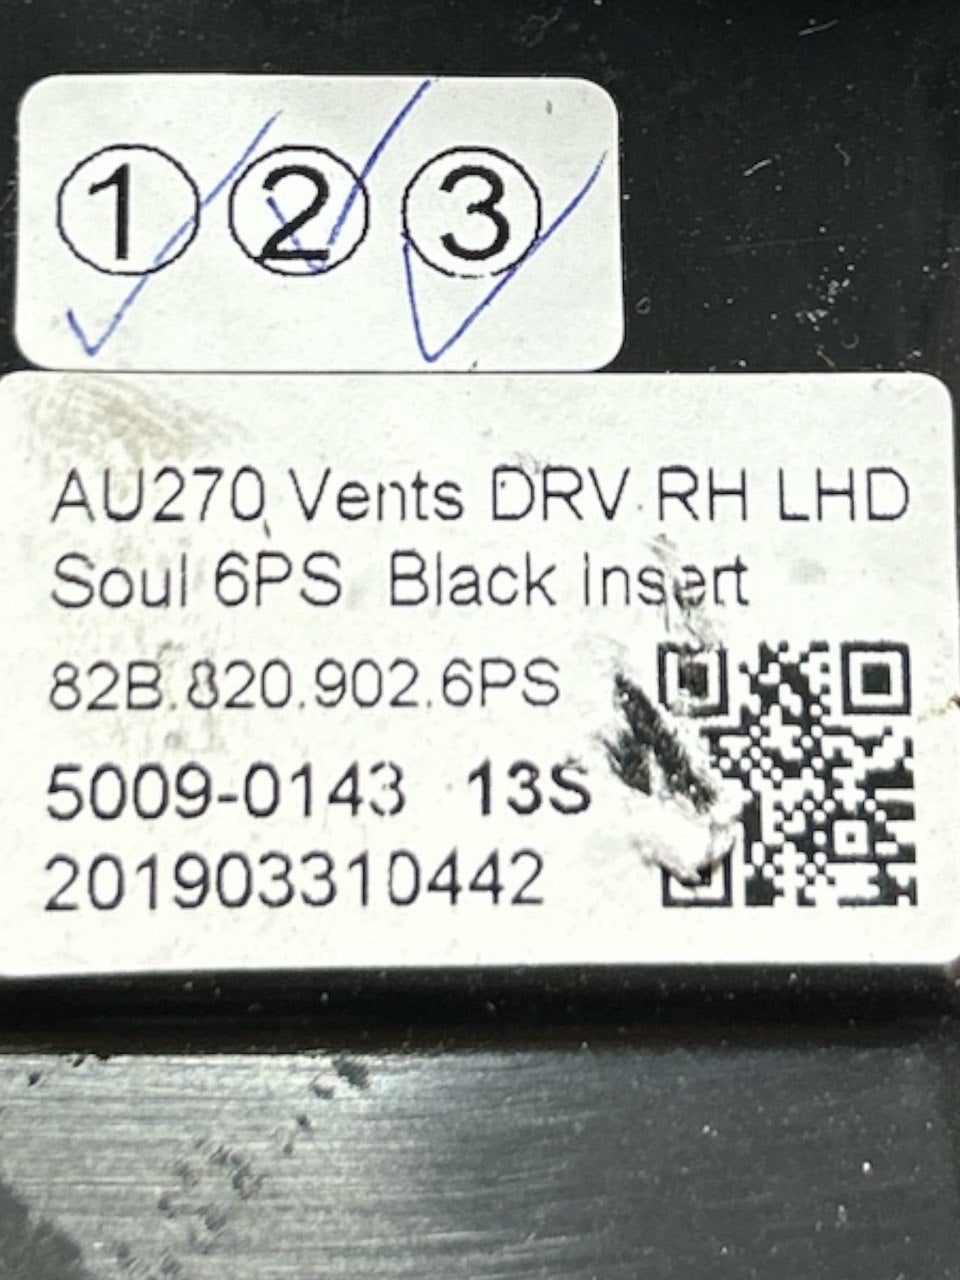 ① ② ③
AU270 Vents DRV RH LHD
Soul 6PS Black insert
82B.820.902.6PS
5009-0143 13S
201903310442